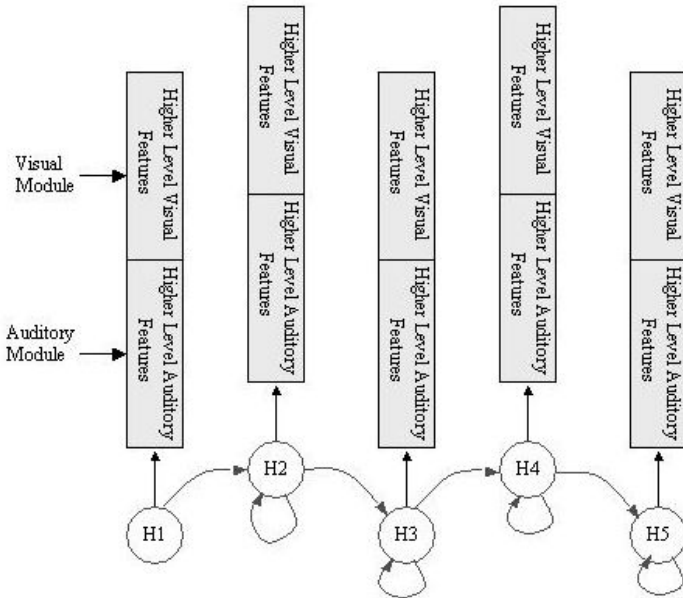 Higher Level Visual
Features
Higher Level Auditory
Features
Higher Level Visual
Features
Higher Level Auditory
Features
Higher Level Visual
Features
Higher Level Auditory
Features
Higher Level Visual
Features
Higher Level Auditory
Features
Higher Level Visual
Features
Higher Level Auditory
Features
Visual
Module
Auditory
Module
H1
H2
H3
H4
H5